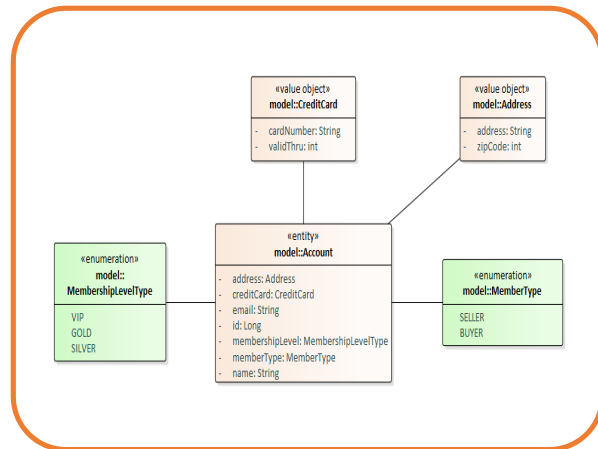 «value object»
model::CreditCard
- cardNumber: String
- validThru: int
«value object»
model::Address
- address: String
- zipCode: int
«enumeration»
model::
MembershipLevelType
VIP
GOLD
SILVER
«entity»
model::Account
- address: Address
- creditCard: CreditCard
- email: String
- id: Long
- membershipLevel: MembershipLevelType
- memberType: MemberType
- name: String
«enumeration»
model::MemberType
SELLER
BUYER